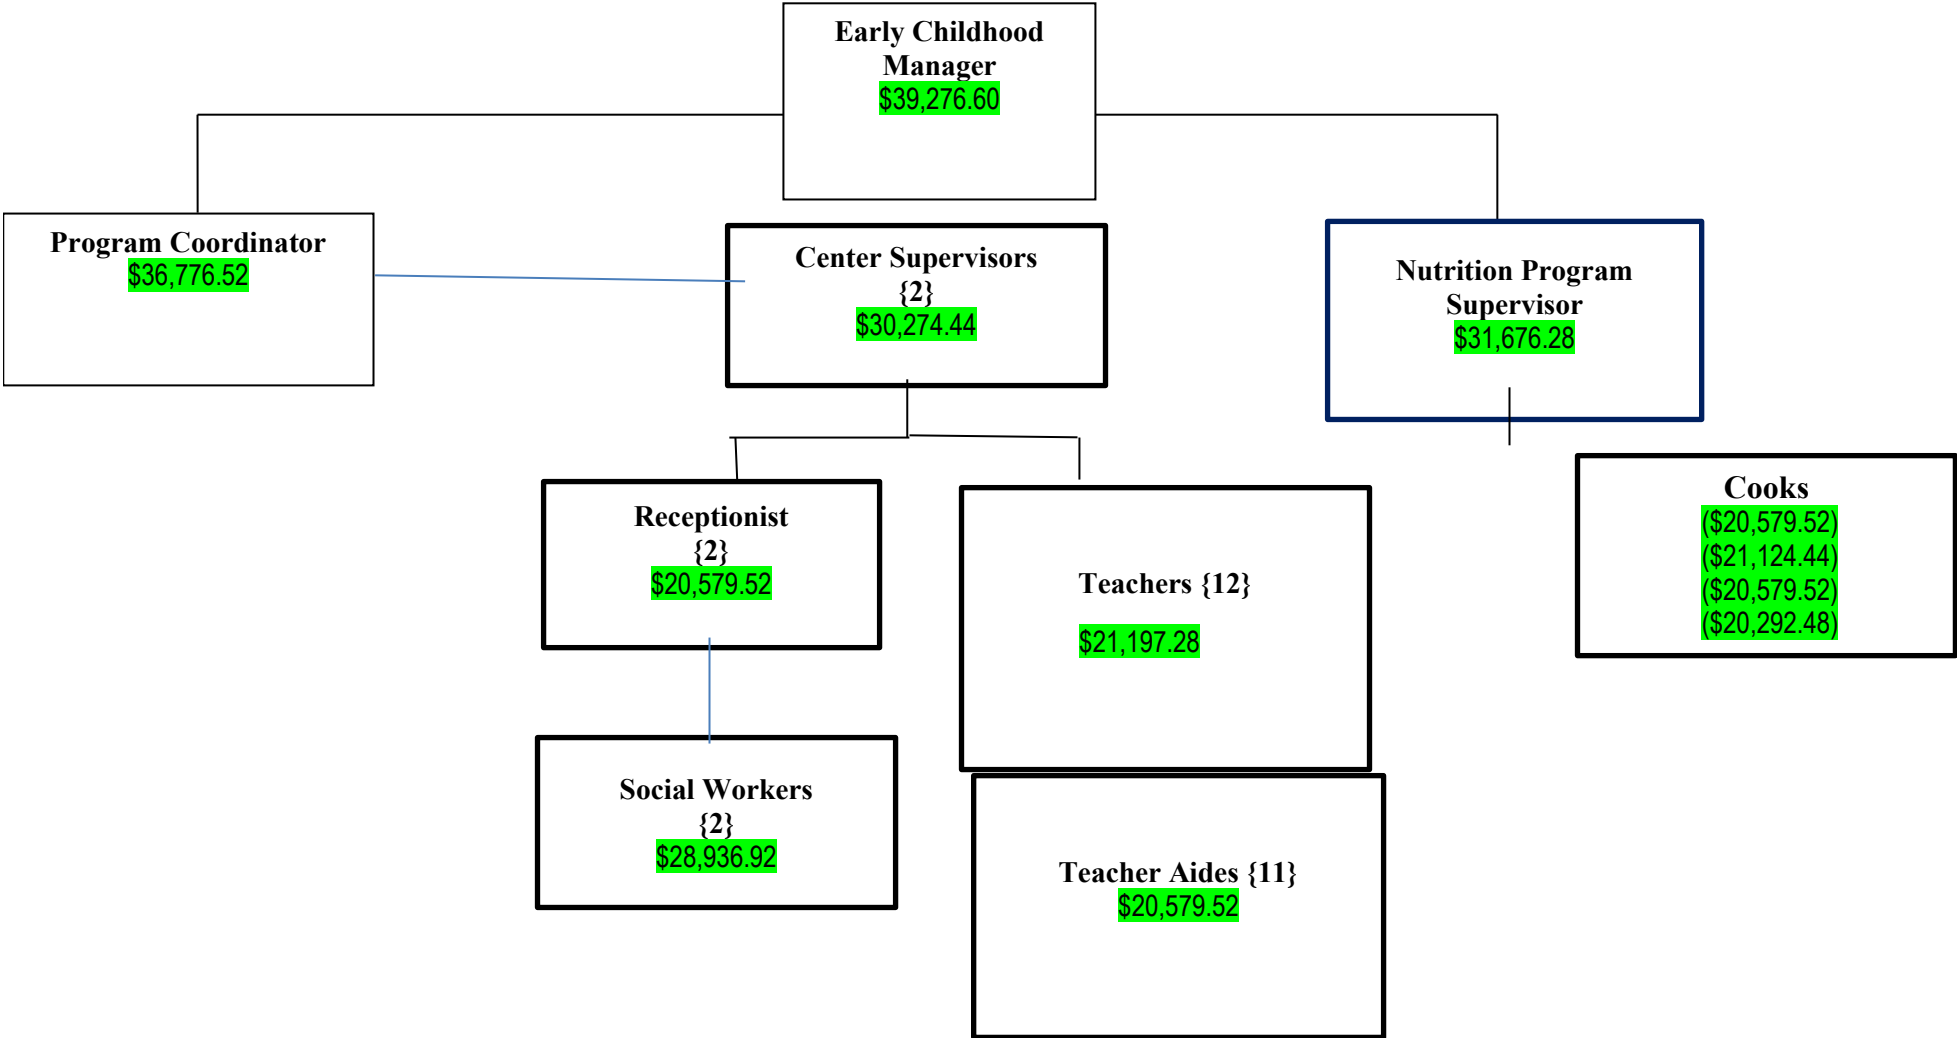 Early Childhood
Manager
$39,276.60
Program Coordinator
$36,776.52
Center Supervisors
{2}
$30,274.44
Nutrition Program
Supervisor
$31,676.28
Receptionist
{2}
$20,579.52
Teachers {12}
$21,197.28
Cooks
($20,579.52)
($21,124.44)
($20,579.52)
($20,292.48)
Social Workers
{2}
$28,936.92
Teacher Aides {11}
$20,579.52